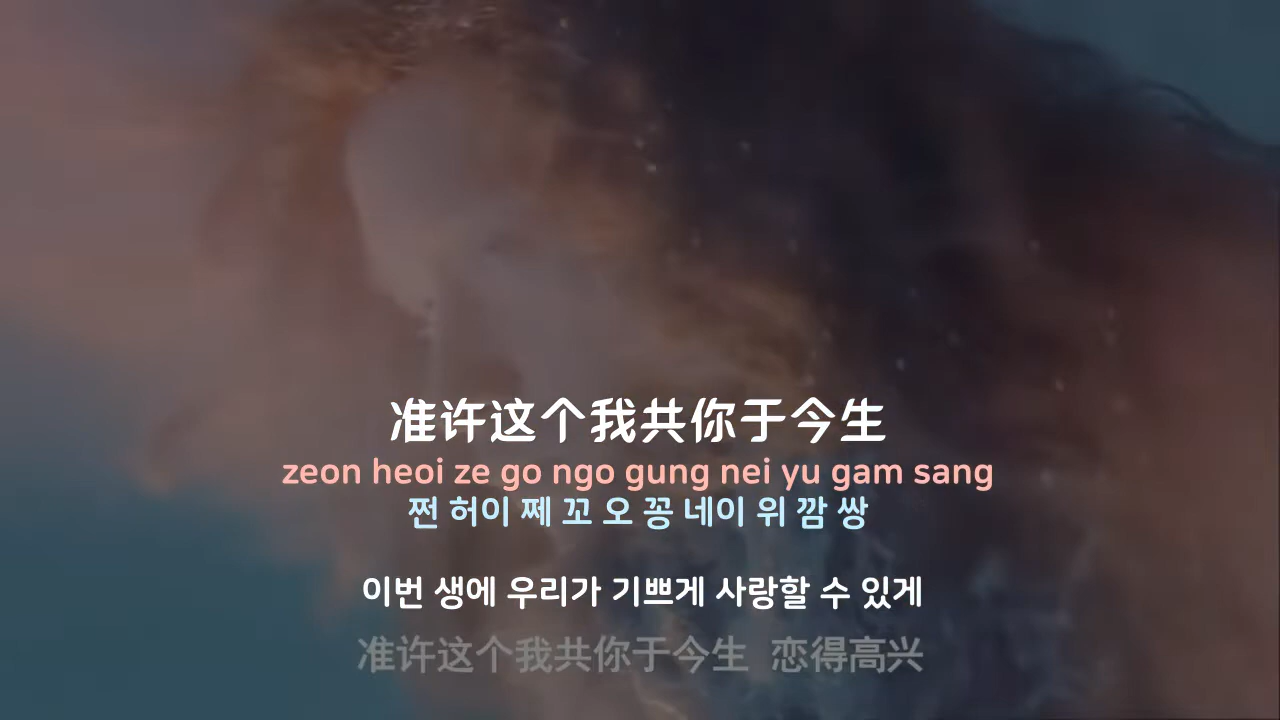 准许这个我共你于今生
zeon heoi ze go ngo gung nei yu gam sang
쩐 허이 쩨 꼬 오 꽁 네이 위 깜 쌍
이번 생에 우리가 기쁘게 사랑할 수 있게
准许这个我共你于今生 恋得高兴